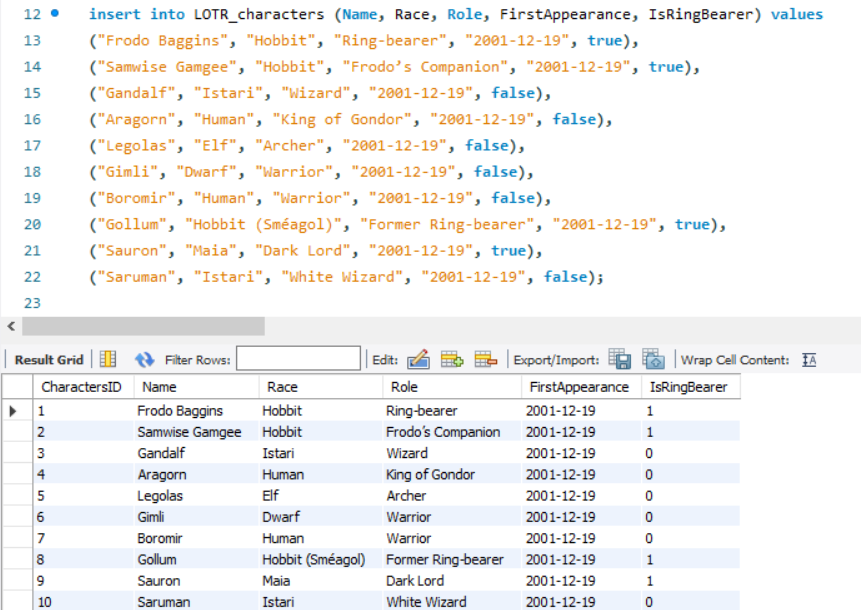 12 insert into LOTR_characters (Name, Race, Role, FirstAppearance, IsRingBearer) values
13 ("Frodo Baggins", "Hobbit", "Ring-bearer", "2001-12-19", true),
14 ("Samwise Gamgee", "Hobbit", "Frodo’s Companion", "2001-12-19", true),
15 ("Gandalf", "Istari", "Wizard", "2001-12-19", false),
16 ("Aragorn", "Human", "King of Gondor", "2001-12-19", false),
17 ("Legolas", "Elf", "Archer", "2001-12-19", false),
18 ("Gimli", "Dwarf", "Warrior", "2001-12-19", false),
19 ("Boromir", "Human", "Warrior", "2001-12-19", false),
20 ("Gollum", "Hobbit (Sméagol)", "Former Ring-bearer", "2001-12-19", true),
21 ("Sauron", "Maia", "Dark Lord", "2001-12-19", true),
22 ("Saruman", "Istari", "White Wizard", "2001-12-19", false);
23
Result Grid Filter Rows: Edit: Export/Import: Wrap Cell Content:
CharactersID Name Race Role FirstAppearance IsRingBearer
1 Frodo Baggins Hobbit Ring-bearer 2001-12-19 1
2 Samwise Gamgee Hobbit Frodo’s Companion 2001-12-19 1
3 Gandalf Istari Wizard 2001-12-19 0
4 Aragorn Human King of Gondor 2001-12-19 0
5 Legolas Elf Archer 2001-12-19 0
6 Gimli Dwarf Warrior 2001-12-19 0
7 Boromir Human Warrior 2001-12-19 0
8 Gollum Hobbit (Sméagol) Former Ring-bearer 2001-12-19 1
9 Sauron Maia Dark Lord 2001-12-19 1
10 Saruman Istari White Wizard 2001-12-19 0